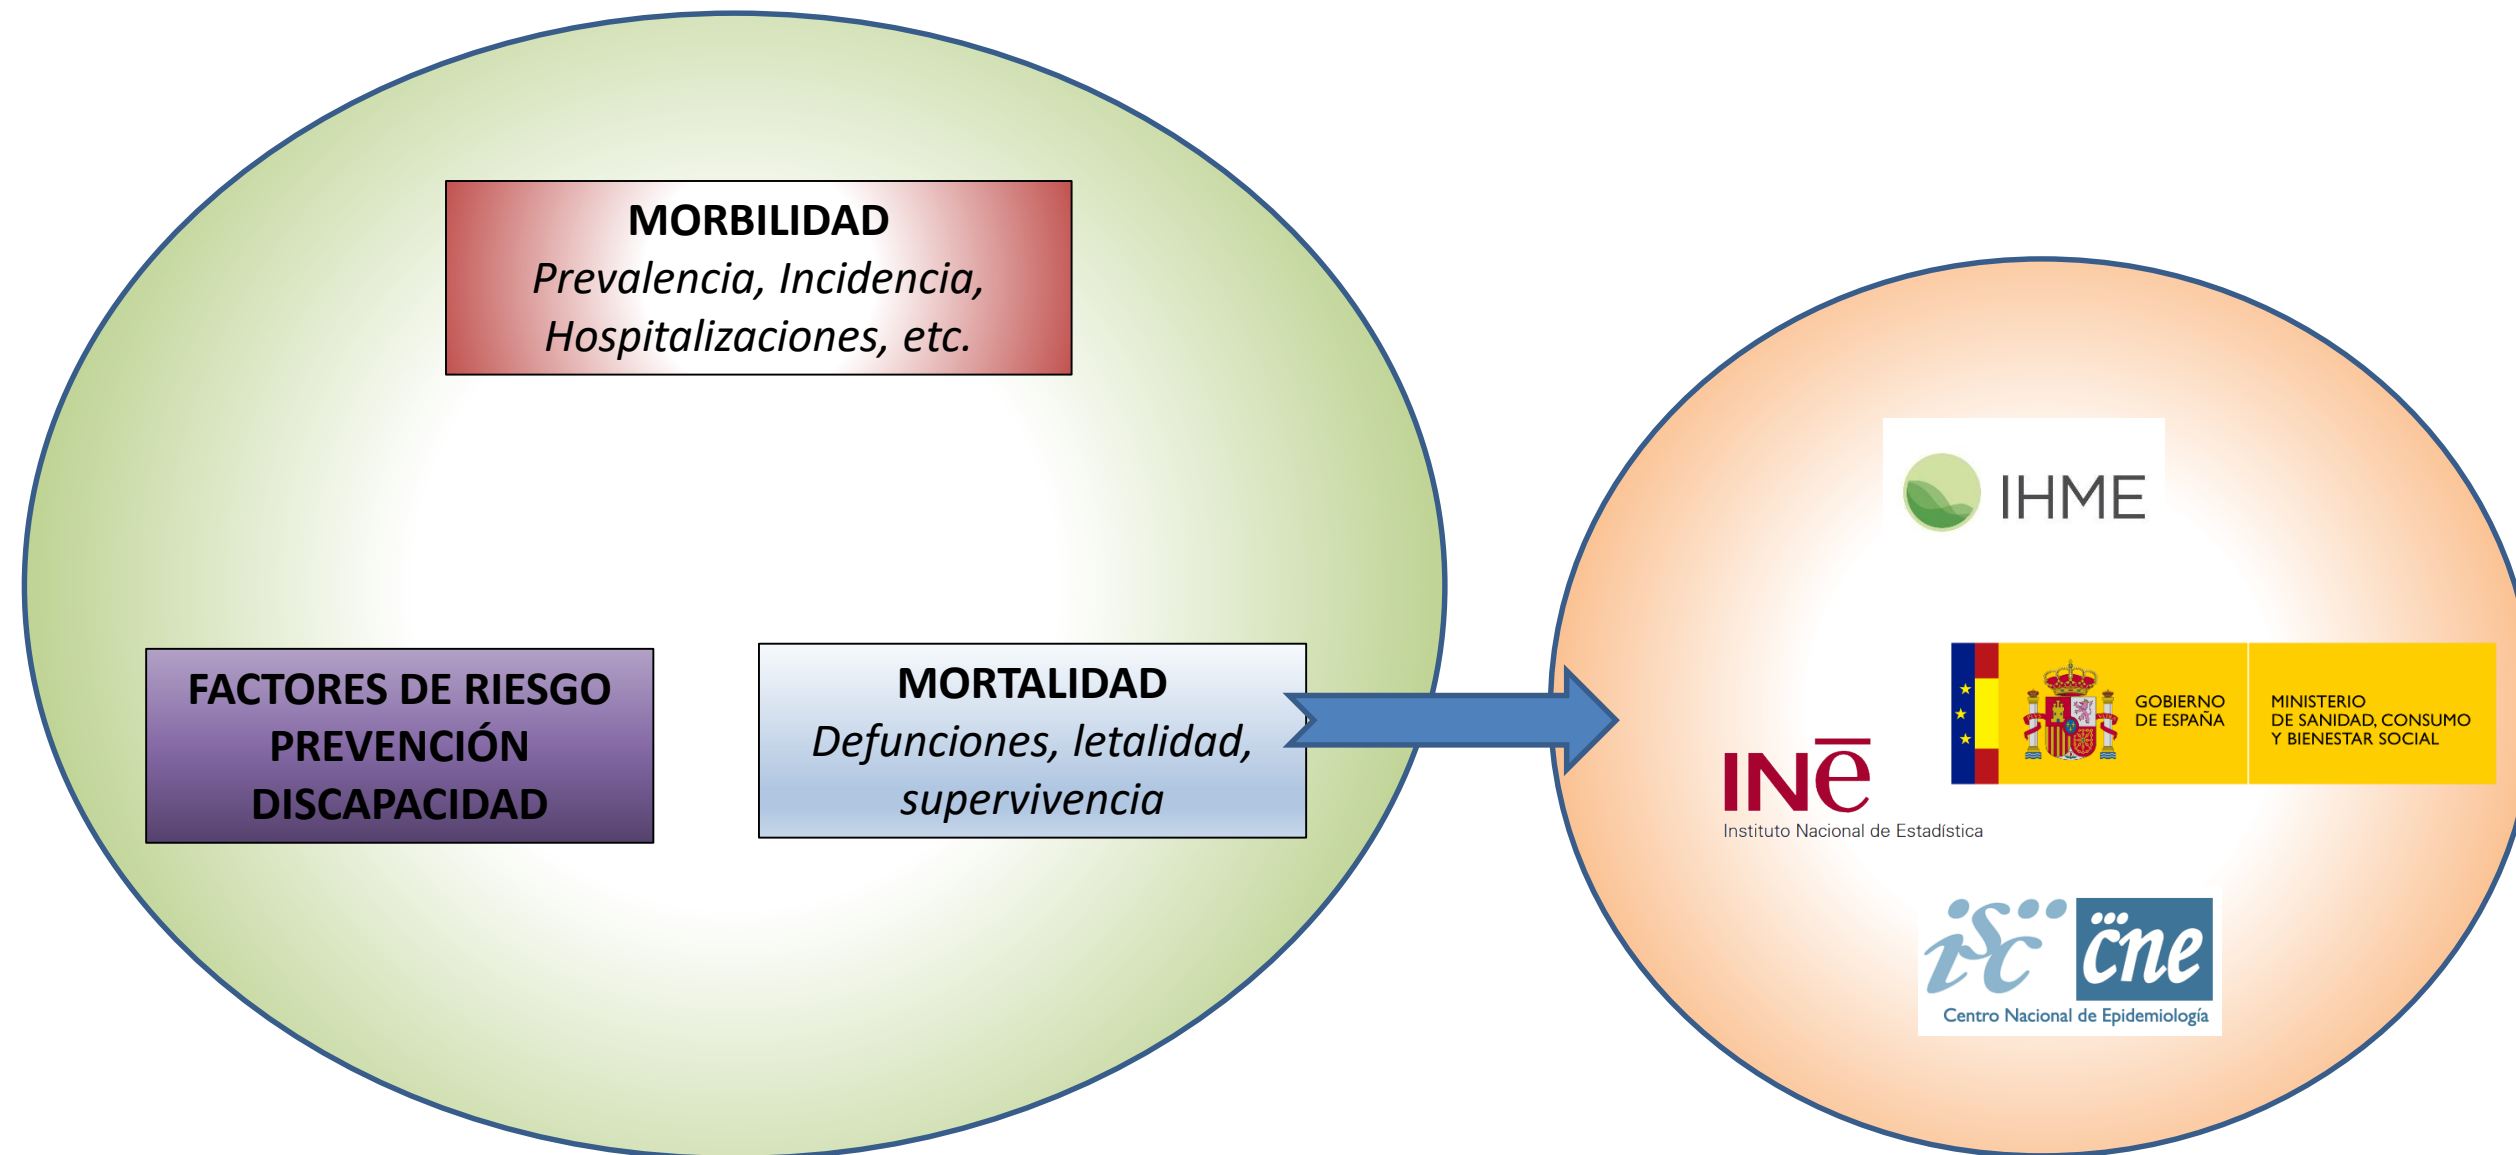 MORBILIDAD
Prevalencia, Incidencia,
Hospitalizaciones, etc.
FACTORES DE RIESGO
PREVENCIÓN
DISCAPACIDAD
MORTALIDAD
Defunciones, letalidad,
supervivencia
IHME
GOBIERNO
DE ESPAÑA
MINISTERIO
DE SANIDAD, CONSUMO
Y BIENESTAR SOCIAL
INe
Instituto Nacional de Estadística
isc cne
Centro Nacional de Epidemiología